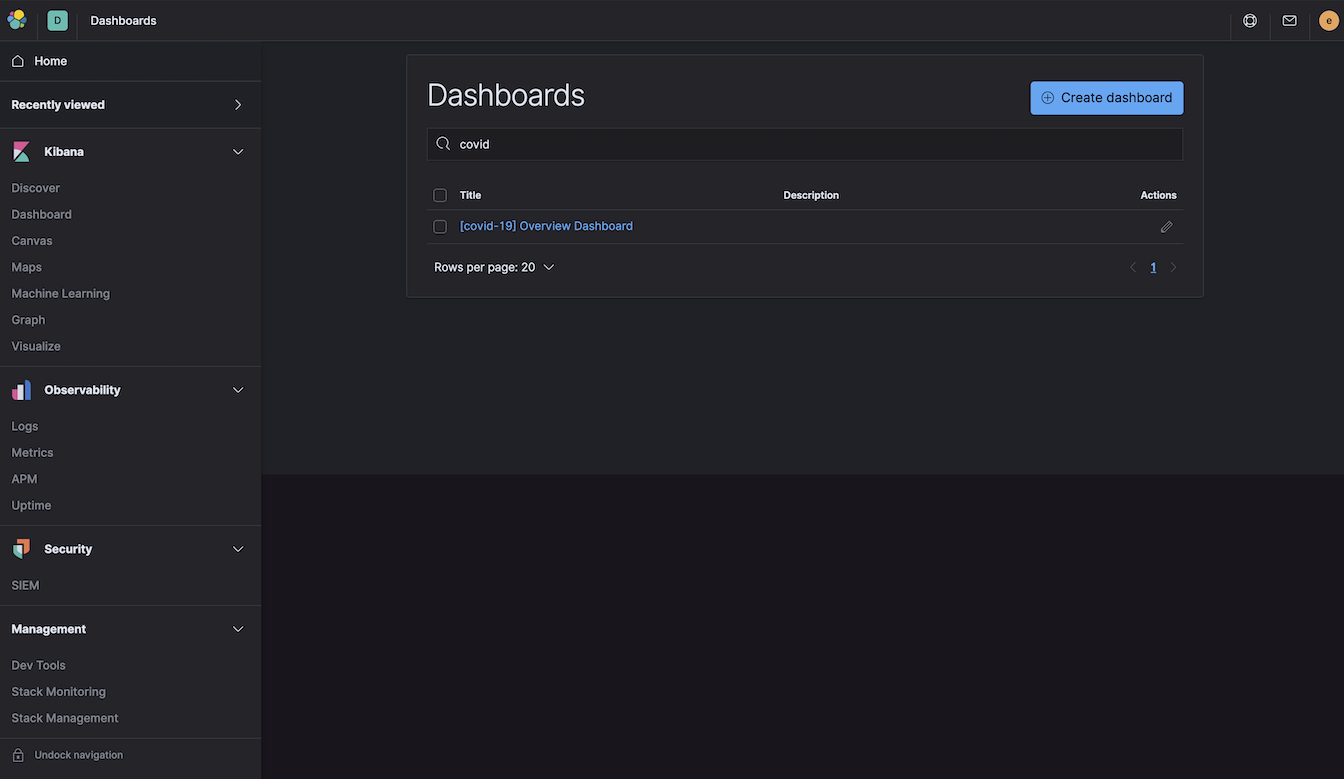 D Dashboards e
Home
Recently viewed
Kibana
Discover
Dashboard
Canvas
Maps
Machine Learning
Graph
Visualize
Observability
Logs
Metrics
APM
Uptime
Security
SIEM
Management
Dev Tools
Stack Monitoring
Stack Management
Undock navigation
Dashboards
Create dashboard
covid
Title Description Actions
[covid-19] Overview Dashboard
Rows per page: 20 1